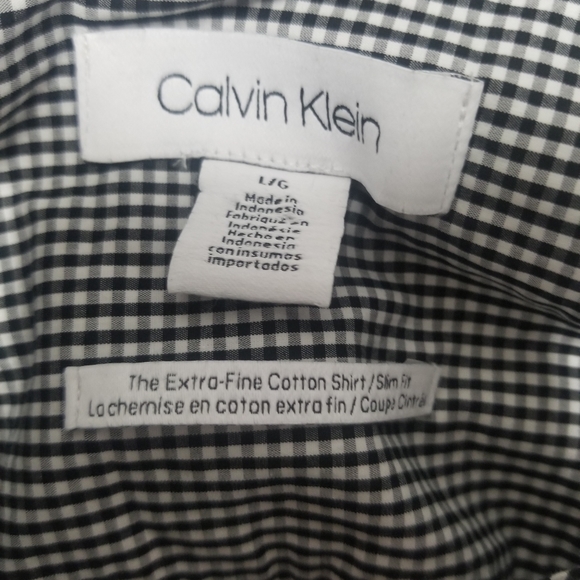 Calvin Klein
L/G
Made in
Indonesia
Fabriqué en
Indonésie
Hecho en
Indonesia
con insumos
importados
The Extra-Fine Cotton Shirt / Slim Fit
La chemise en coton extra fin / Coupe Cintrée